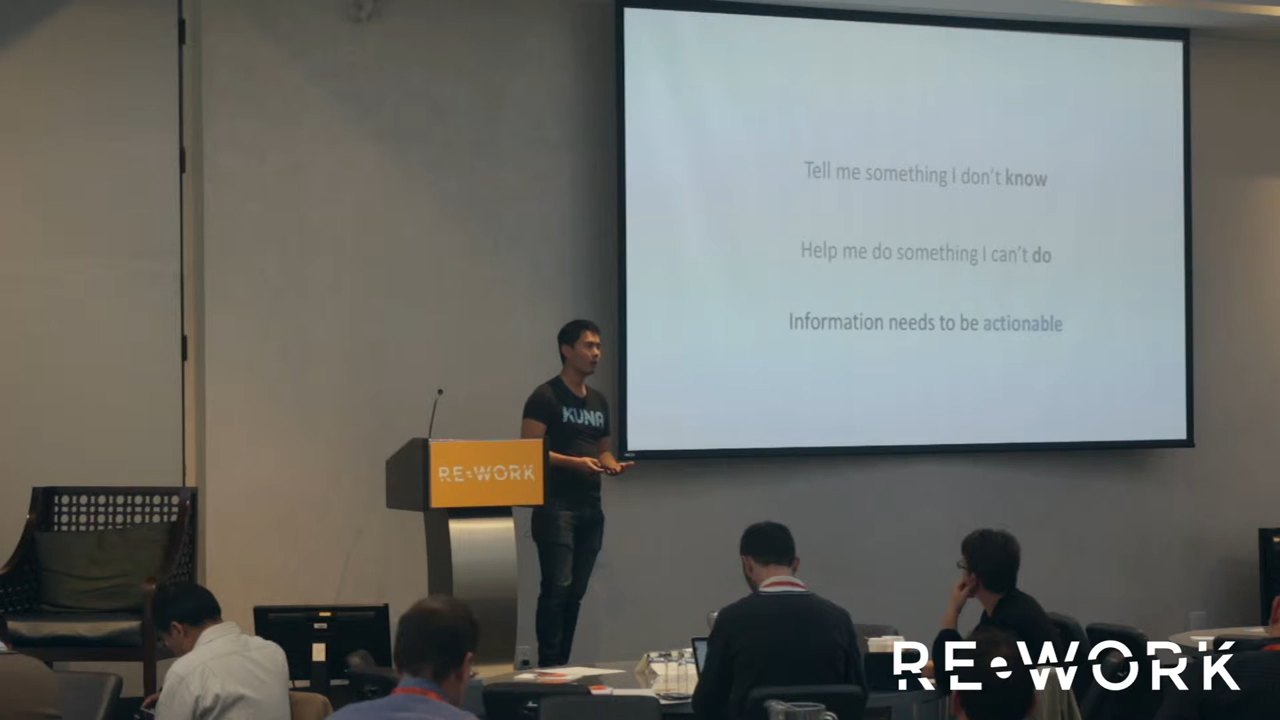 Tell me something I don't know
Help me do something I can't do
Information needs to be actionable
KUNA
RE•WORK
RE•WORK